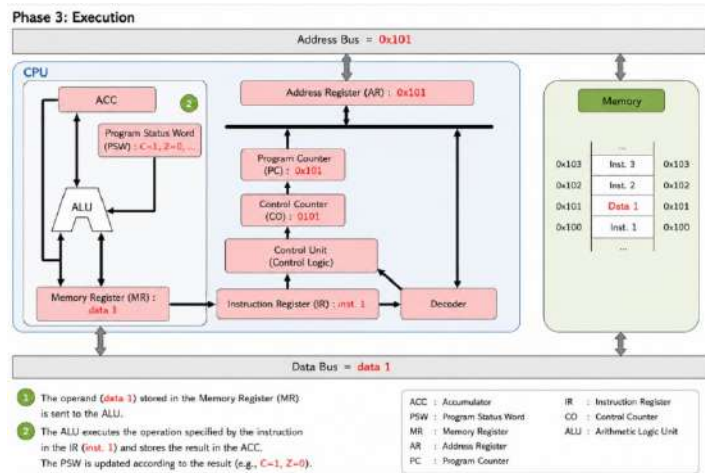 Phase 3: Execution
Address Bus = 0x101
CPU
ACC
2
Program Status Word
(PSW) : C=1, Z=0, ...
ALU
Memory Register (MR) :
data 1
Address Register (AR) : 0x101
Program Counter
(PC) : 0x101
Control Counter
(CO) : 0101
Control Unit
(Control Logic)
Instruction Register (IR) : inst. 1
Decoder
Memory
...
0x103 Inst. 3 0x103
0x102 Inst. 2 0x102
0x101 Data 1 0x101
0x100 Inst. 1 0x100
...
Data Bus = data 1
1 The operand (data 1) stored in the Memory Register (MR)
is sent to the ALU.
2 The ALU executes the operation specified by the instruction
in the IR (inst. 1) and stores the result in the ACC.
The PSW is updated according to the result (e.g., C=1, Z=0).
ACC : Accumulator
PSW : Program Status Word
MR : Memory Register
AR : Address Register
PC : Program Counter
IR : Instruction Register
CO : Control Counter
ALU : Arithmetic Logic Unit